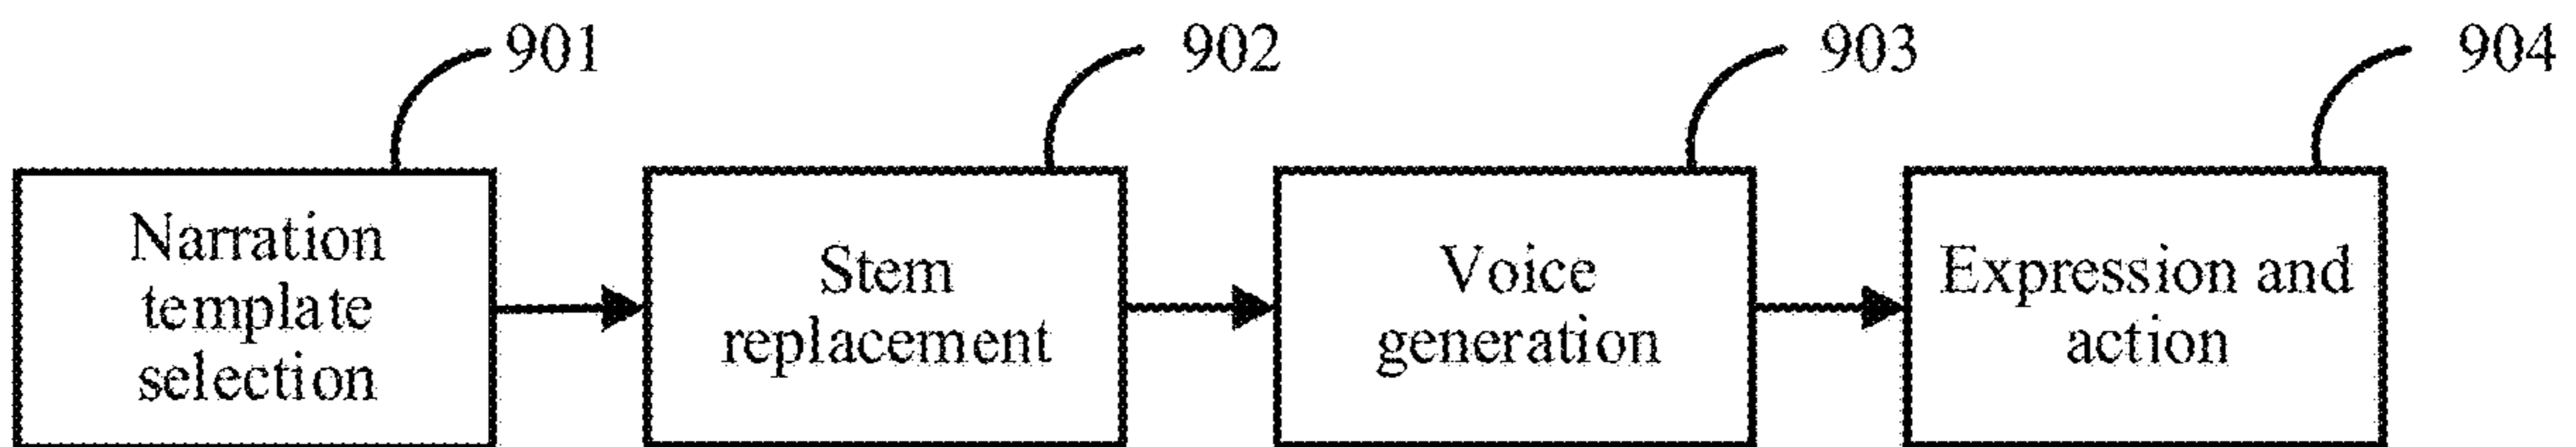 901
902
903
904
Narration
template
selection
Stem
replacement
Voice
generation
Expression and
action